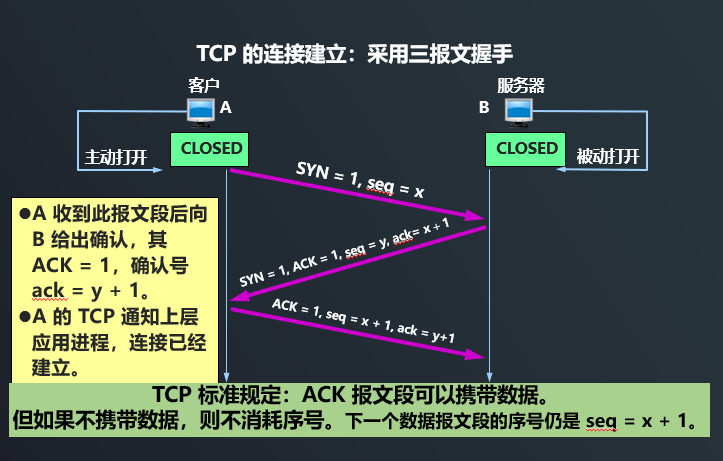 TCP 的连接建立：采用三报文握手
客户
服务器
A
B
CLOSED
CLOSED
主动打开
被动打开
SYN = 1, seq = x
SYN = 1, ACK = 1, seq = y, ack= x + 1
ACK = 1, seq = x + 1, ack = y+1
●A 收到此报文段后向
B 给出确认，其
ACK = 1，确认号
ack = y + 1。
●A 的 TCP 通知上层
应用进程，连接已经
建立。
TCP 标准规定：ACK 报文段可以携带数据。
但如果不携带数据，则不消耗序号。下一个数据报文段的序号仍是 seq = x + 1。